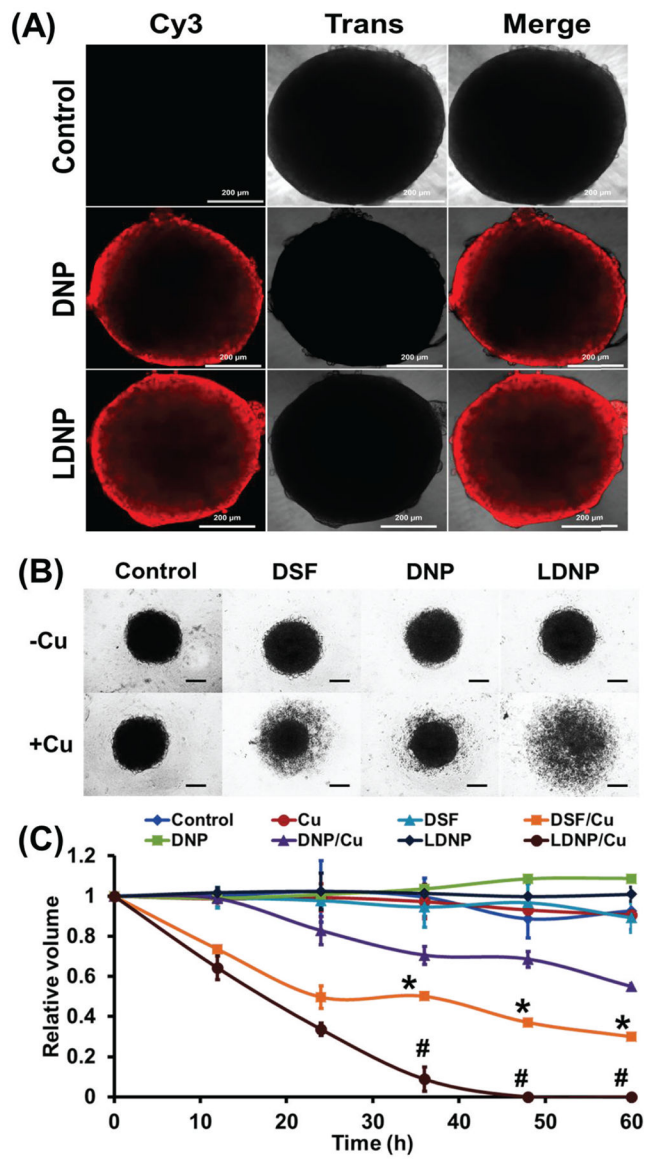 (A) Cy3 Trans Merge
Control
200 μm 200 μm 200 μm
DNP
200 μm 200 μm 200 μm
LDNP
200 μm 200 μm 200 μm
(B) Control DSF DNP LDNP
-Cu
+Cu
(C) Control Cu DSF DSF/Cu
DNP DNP/Cu LDNP LDNP/Cu
Relative volume
1.2
1
0.8
0.6
0.4
0.2
0
* * *
# # #
0 10 20 30 40 50 60
Time (h)